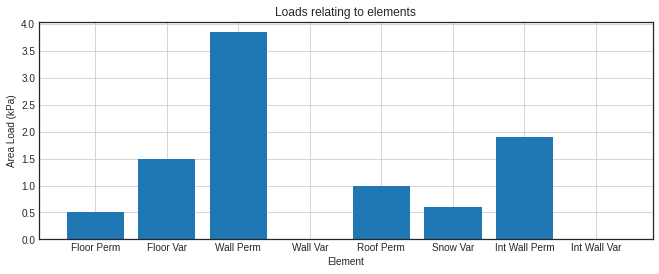 Loads relating to elements
Area Load (kPa)
4.0
3.5
3.0
2.5
2.0
1.5
1.0
0.5
0.0
Floor Perm Floor Var Wall Perm Wall Var Roof Perm Snow Var Int Wall Perm Int Wall Var
Element